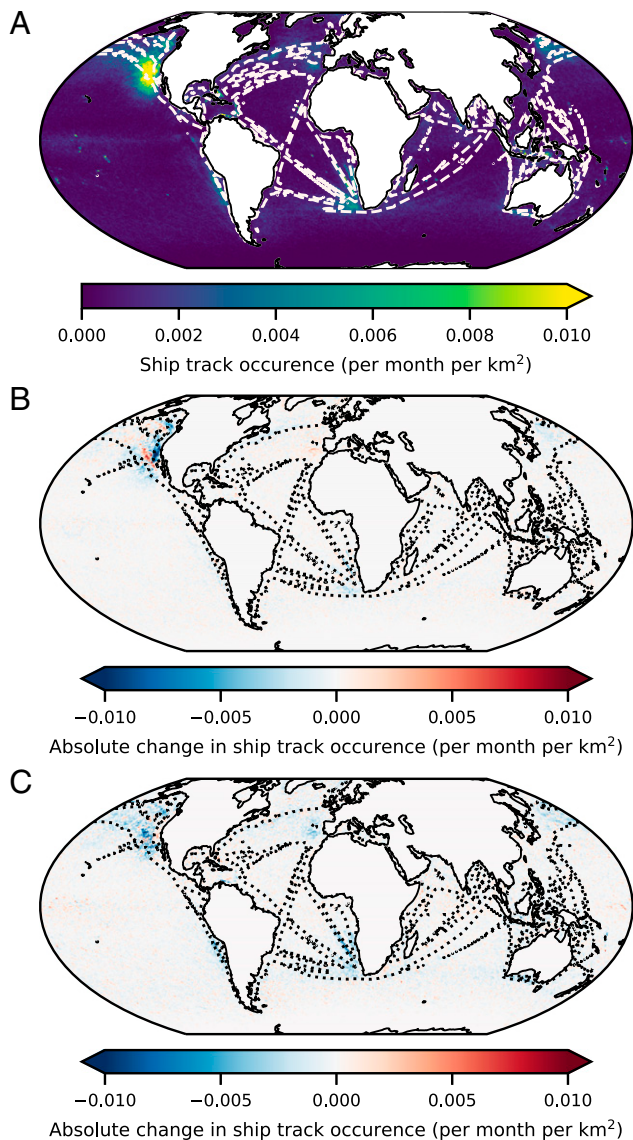 A
0.000 0.002 0.004 0.006 0.008 0.010
Ship track occurence (per month per km²)
B
−0.010 −0.005 0.000 0.005 0.010
Absolute change in ship track occurence (per month per km²)
C
−0.010 −0.005 0.000 0.005 0.010
Absolute change in ship track occurence (per month per km²)